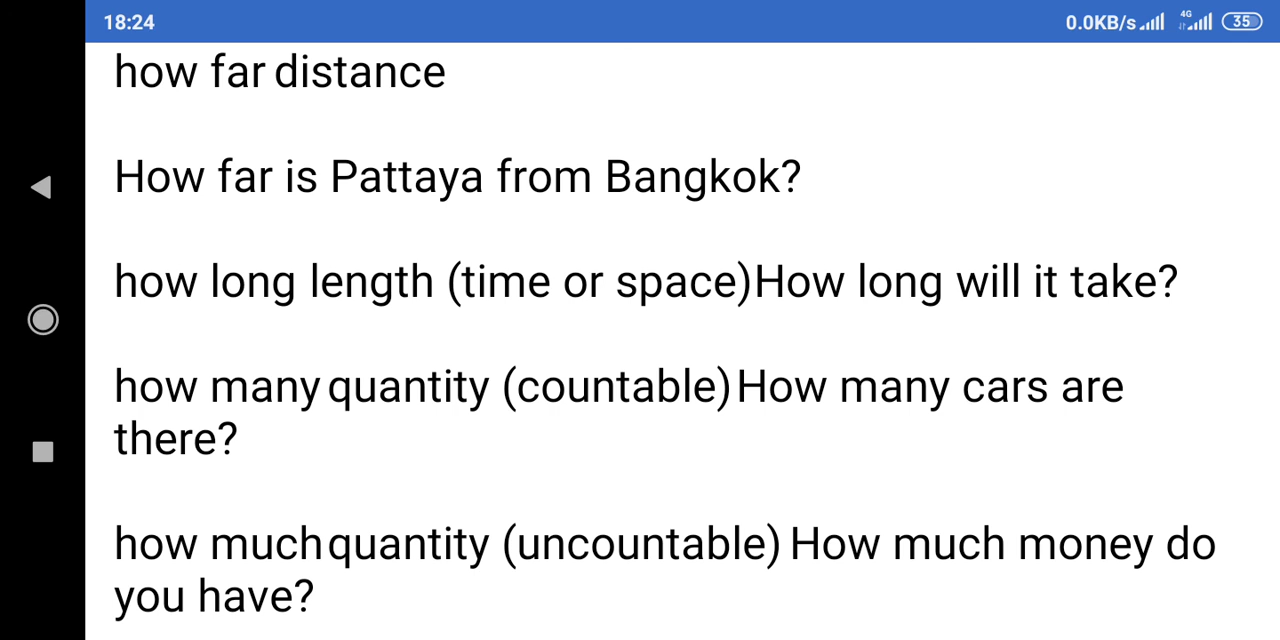 18:24 0.0KB/s 4G 35
how far distance
How far is Pattaya from Bangkok?
how long length (time or space)How long will it take?
how many quantity (countable) How many cars are
there?
how much quantity (uncountable) How much money do
you have?